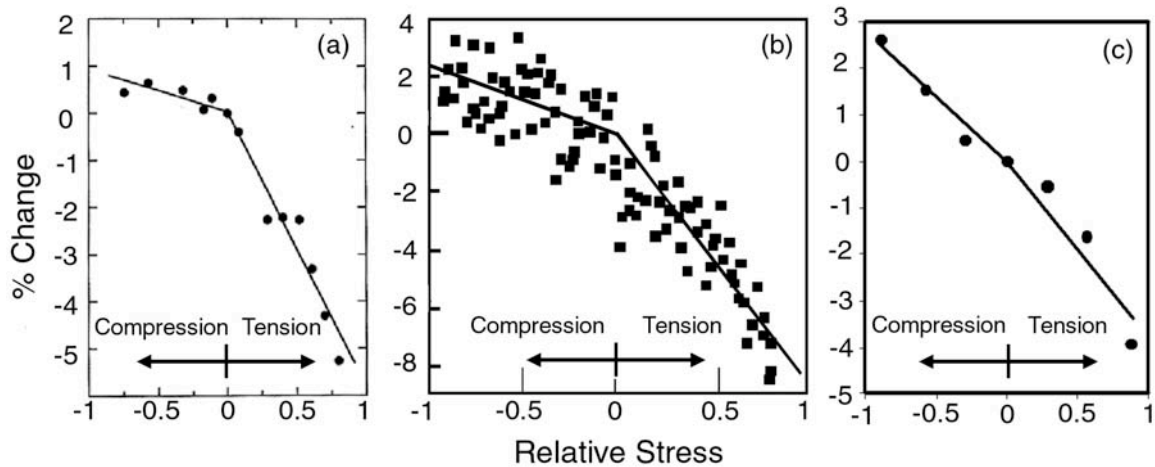 % Change
2
1
0
-1
-2
-3
-4
-5
(a)
Compression Tension
-1 -0.5 0 0.5 1
4
2
0
-2
-4
-6
-8
(b)
Compression Tension
-1 -0.5 0 0.5 1
3
2
1
0
-1
-2
-3
-4
-5
(c)
Compression Tension
-1 -0.5 0 0.5 1
Relative Stress